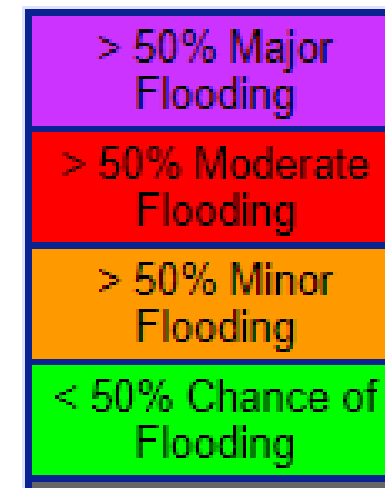 > 50% Major
Flooding
> 50% Moderate
Flooding
> 50% Minor
Flooding
< 50% Chance of
Flooding